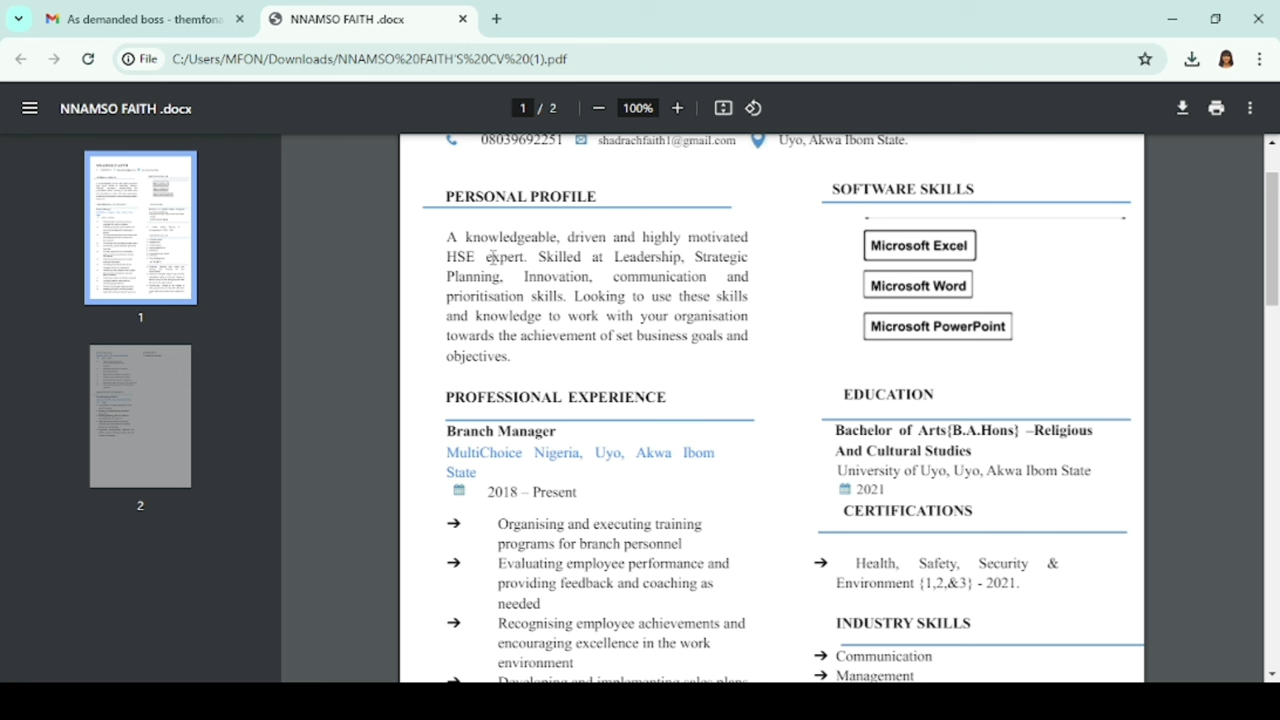 As demanded boss - themfona
NNAMSO FAITH .docx
File
C:/Users/MFON/Downloads/NNAMSO%20FAITH'S%20CV%20(1).pdf
NNAMSO FAITH .docx
1 / 2
100%
1
2
08039692251 shadrachfaith1@gmail.com Uyo, Akwa Ibom State.
PERSONAL PROFILE
A knowledgeable, driven and highly motivated
HSE expert. Skilled at Leadership, Strategic
Planning, Innovation, communication and
prioritisation skills. Looking to use these skills
and knowledge to work with your organisation
towards the achievement of set business goals and
objectives.
PROFESSIONAL EXPERIENCE
Branch Manager
MultiChoice Nigeria, Uyo, Akwa Ibom
State
2018 – Present
➔ Organising and executing training
programs for branch personnel
➔ Evaluating employee performance and
providing feedback and coaching as
needed
➔ Recognising employee achievements and
encouraging excellence in the work
environment
➔ Developing and implementing sales plans
SOFTWARE SKILLS
Microsoft Excel
Microsoft Word
Microsoft PowerPoint
EDUCATION
Bachelor of Arts{B.A.Hons} –Religious
And Cultural Studies
University of Uyo, Uyo, Akwa Ibom State
2021
CERTIFICATIONS
➔ Health, Safety, Security &
Environment {1,2,&3} - 2021.
INDUSTRY SKILLS
➔ Communication
➔ Management